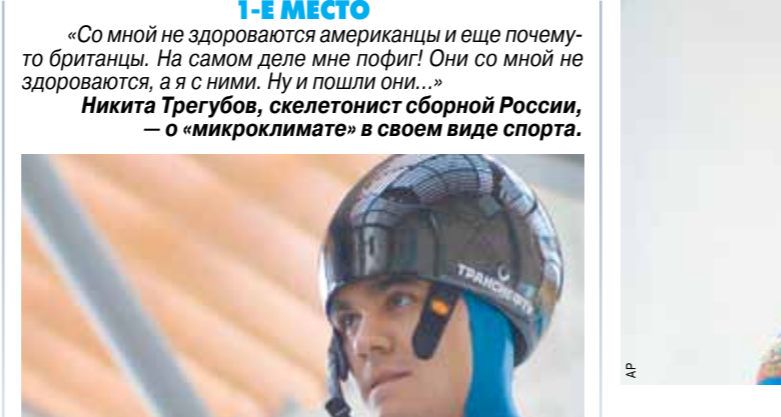 1-Е МЕСТО
«Со мной не здороваются американцы и еще почему-
то британцы. На самом деле мне пофиг! Они со мной не
здороваются, а я с ними. Ну и пошли они...»
Никита Трегубов, скелетонист сборной России,
— о «микроклимате» в своем виде спорта.
ТРАНСНЕФТЬ
AP